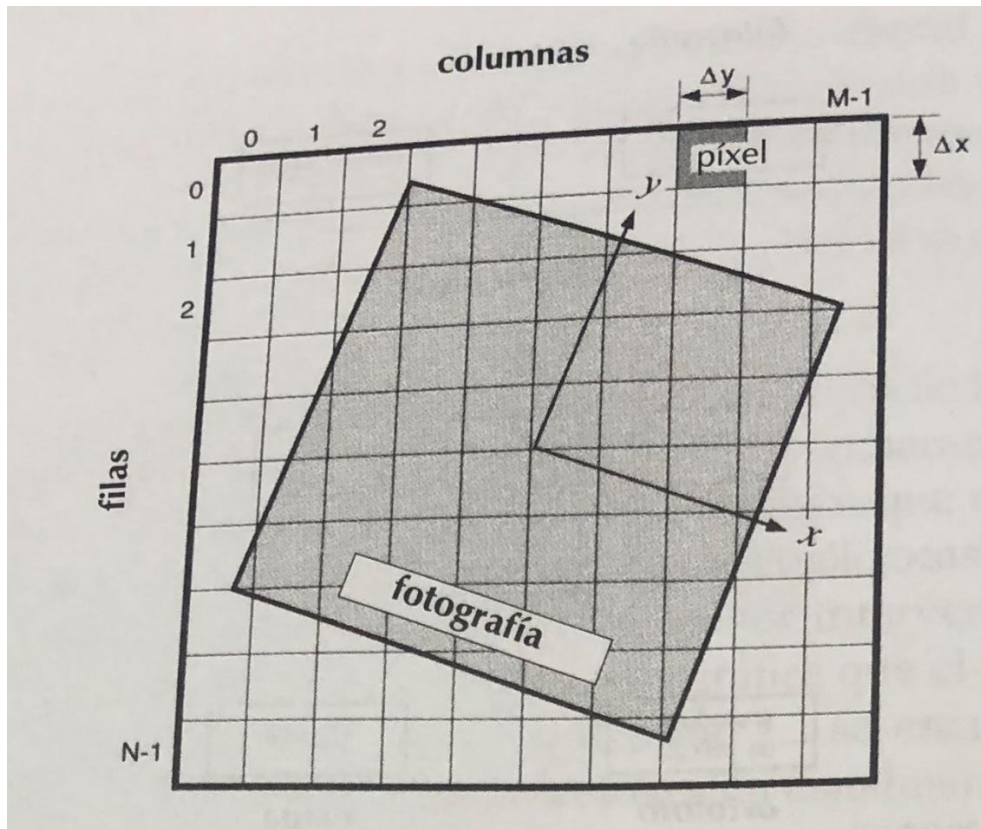 columnas
Δy
M-1
0 1 2
píxel
Δx
0
y
1
2
filas
x
fotografía
N-1